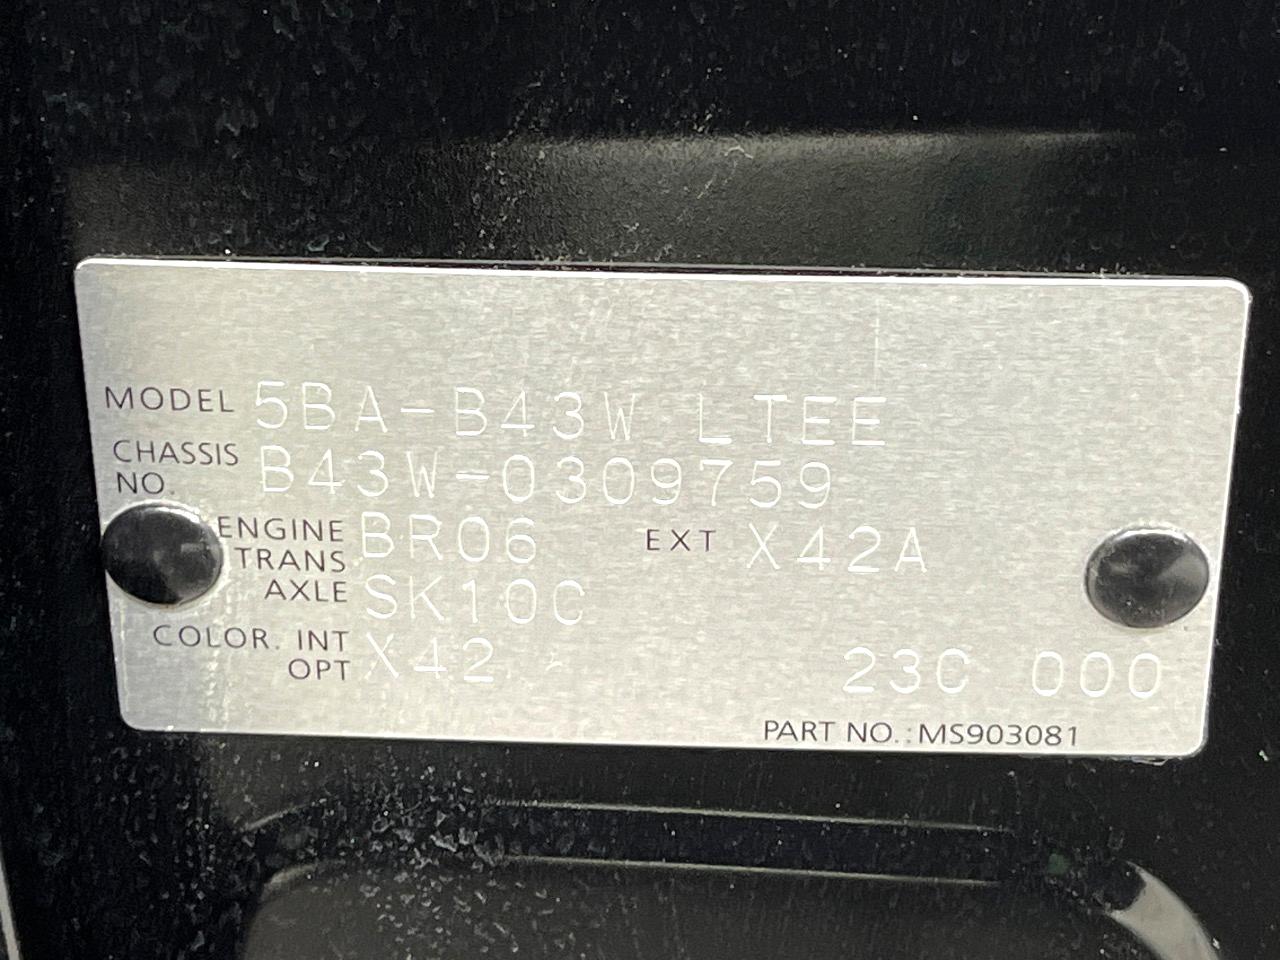 MODEL 5BA-B43W LTEE
CHASSIS NO. B43W-0309759
ENGINE BR06 EXT X42A
TRANS AXLE SK10C
COLOR. INT OPT X42 23C 000
PART NO.:MS903081